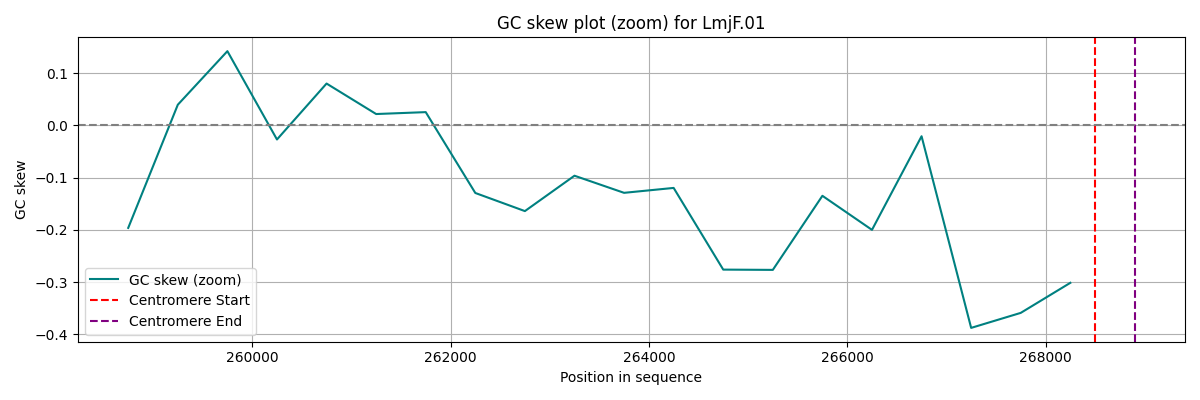 GC skew plot (zoom) for LmjF.01
GC skew
0.1
0.0
−0.1
−0.2
−0.3
−0.4
GC skew (zoom)
Centromere Start
Centromere End
260000
262000
264000
266000
268000
Position in sequence